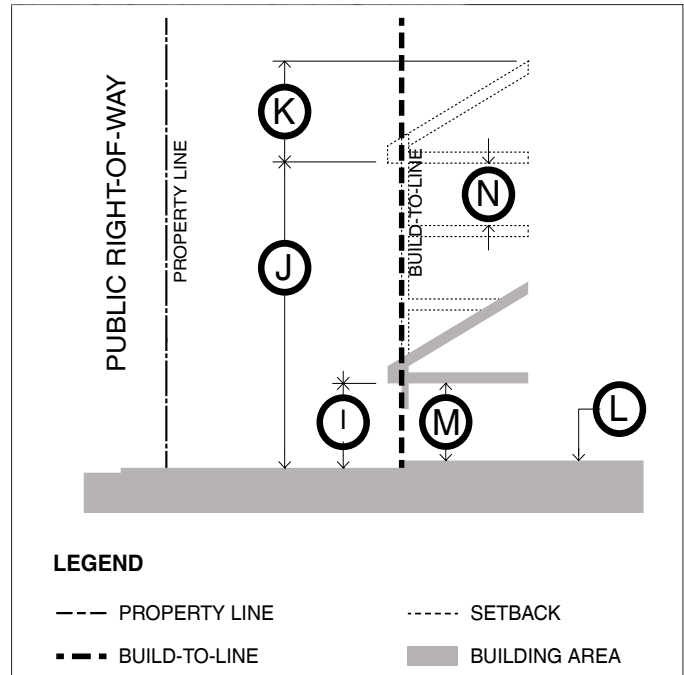 K
PUBLIC RIGHT-OF-WAY
PROPERTY LINE
BUILD-TO-LINE
N
J
I
M
L
LEGEND
PROPERTY LINE
SETBACK
BUILD-TO-LINE
BUILDING AREA